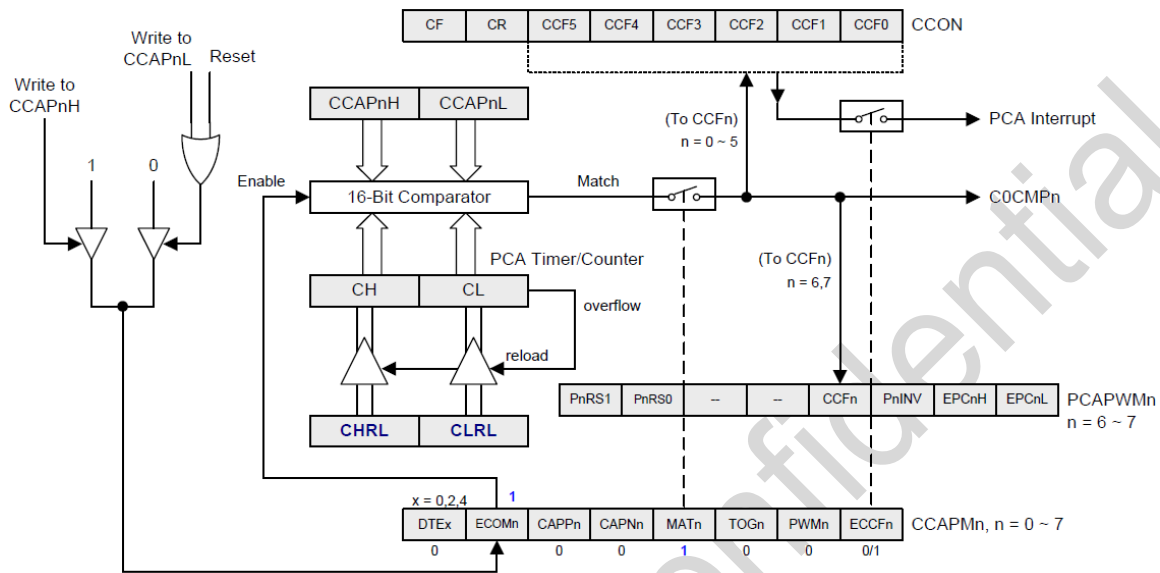 CF CR CCF5 CCF4 CCF3 CCF2 CCF1 CCF0 CCON
Write to
CCAPnL
Reset
Write to
CCAPnH
CCAPnH CCAPnL
(To CCFn)
n = 0 ~ 5
PCA Interrupt
1 0
Enable
16-Bit Comparator
Match
C0CMPn
PCA Timer/Counter
(To CCFn)
n = 6,7
CH CL
overflow
reload
PnRS1 PnRS0 -- -- CCFn PnINV EPCnH EPCnL PCAPWMn
n = 6 ~ 7
CHRL CLRL
x = 0,2,4
1
DTEx ECOMn CAPPn CAPNn MATn TOGn PWMn ECCFn CCAPMn, n = 0 ~ 7
0 0 0 1 0 0 0/1